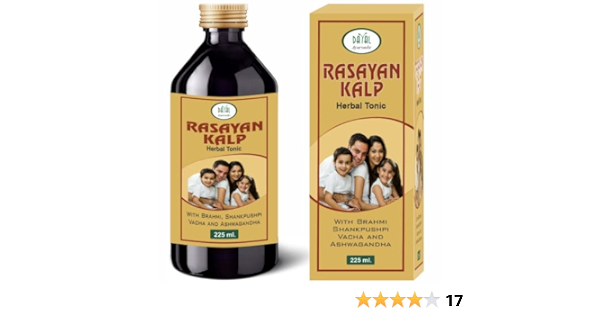 DAYAL
RASAYAN
KALP
Herbal Tonic
WITH BRAHMI, SHANKPUSHPI
VACHA AND ASHWAGANDHA
225 ml.
DAYAL
Ayurvedic
RASAYAN
KALP
Herbal Tonic
WITH BRAHMI
SHANKPUSHPI
VACHA AND
ASHWAGANDHA
225 ml.
17